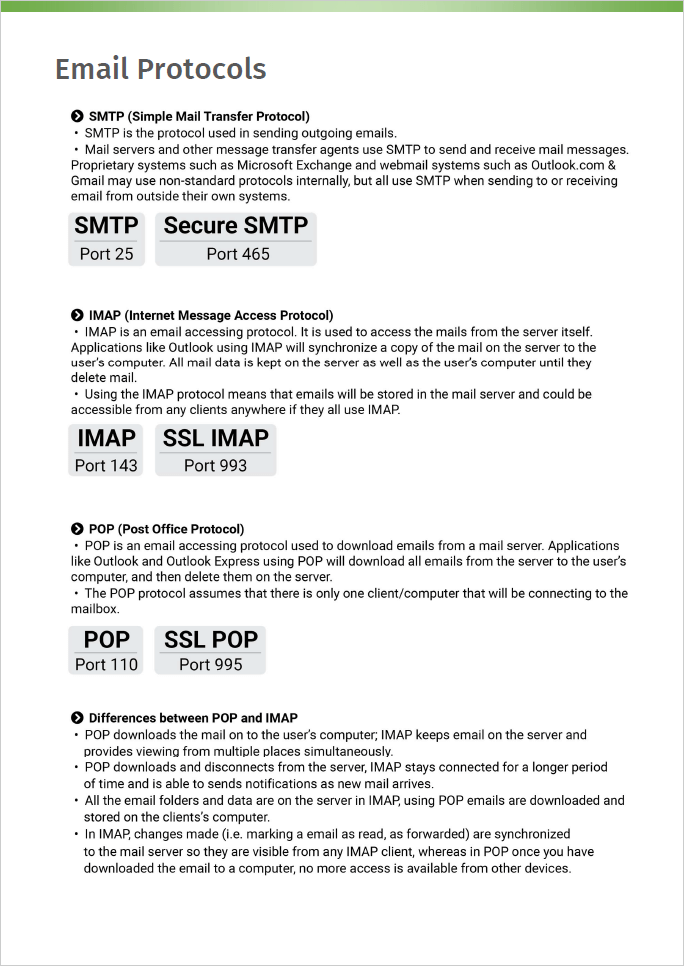 Email Protocols
SMTP (Simple Mail Transfer Protocol)
• SMTP is the protocol used in sending outgoing emails.
• Mail servers and other message transfer agents use SMTP to send and receive mail messages.
Proprietary systems such as Microsoft Exchange and webmail systems such as Outlook.com &
Gmail may use non-standard protocols internally, but all use SMTP when sending to or receiving
email from outside their own systems.
SMTP
Port 25
Secure SMTP
Port 465
IMAP (Internet Message Access Protocol)
• IMAP is an email accessing protocol. It is used to access the mails from the server itself.
Applications like Outlook using IMAP will synchronize a copy of the mail on the server to the
user's computer. All mail data is kept on the server as well as the user's computer until they
delete mail.
• Using the IMAP protocol means that emails will be stored in the mail server and could be
accessible from any clients anywhere if they all use IMAP.
IMAP
Port 143
SSL IMAP
Port 993
POP (Post Office Protocol)
• POP is an email accessing protocol used to download emails from a mail server. Applications
like Outlook and Outlook Express using POP will download all emails from the server to the user's
computer, and then delete them on the server.
• The POP protocol assumes that there is only one client/computer that will be connecting to the
mailbox.
POP
Port 110
SSL POP
Port 995
Differences between POP and IMAP
• POP downloads the mail on to the user's computer; IMAP keeps email on the server and
provides viewing from multiple places simultaneously.
• POP downloads and disconnects from the server, IMAP stays connected for a longer period
of time and is able to sends notifications as new mail arrives.
• All the email folders and data are on the server in IMAP, using POP emails are downloaded and
stored on the clients's computer.
• In IMAP, changes made (i.e. marking a email as read, as forwarded) are synchronized
to the mail server so they are visible from any IMAP client, whereas in POP once you have
downloaded the email to a computer, no more access is available from other devices.